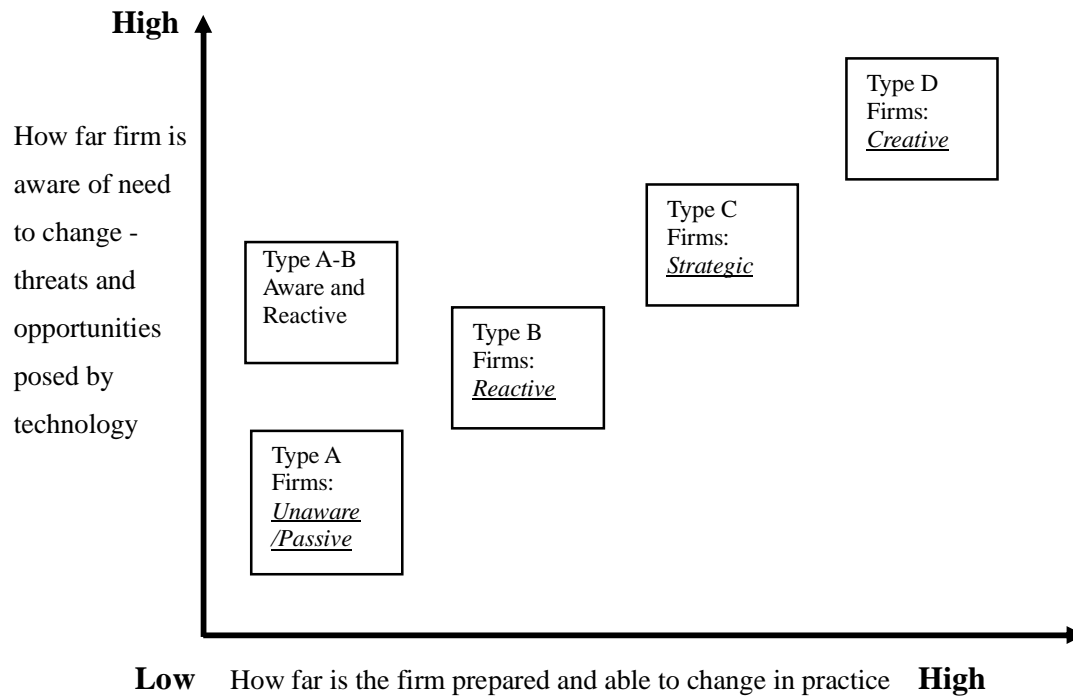 High
How far firm is
aware of need
to change -
threats and
opportunities
posed by
technology
Type D
Firms:
Creative
Type C
Firms:
Strategic
Type A-B
Aware and
Reactive
Type B
Firms:
Reactive
Type A
Firms:
Unaware
/Passive
Low How far is the firm prepared and able to change in practice High